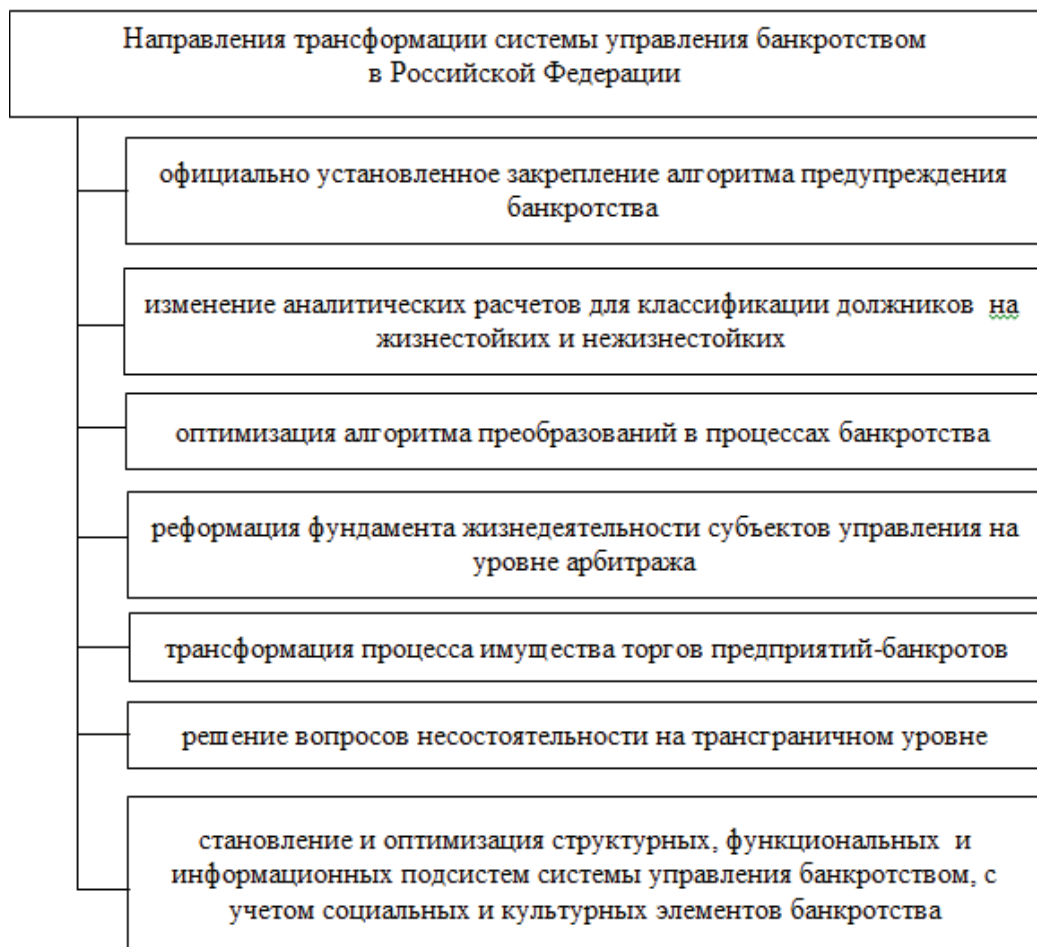 Направления трансформации системы управления банкротством
в Российской Федерации
официально установленное закрепление алгоритма предупреждения
банкротства
изменение аналитических расчетов для классификации должников на
жизнестойких и нежизнестойких
оптимизация алгоритма преобразований в процессах банкротства
реформация фундамента жизнедеятельности субъектов управления на
уровне арбитража
трансформация процесса имущества торгов предприятий-банкротов
решение вопросов несостоятельности на трансграничном уровне
становление и оптимизация структурных, функциональных и
информационных подсистем системы управления банкротством, с
учетом социальных и культурных элементов банкротства